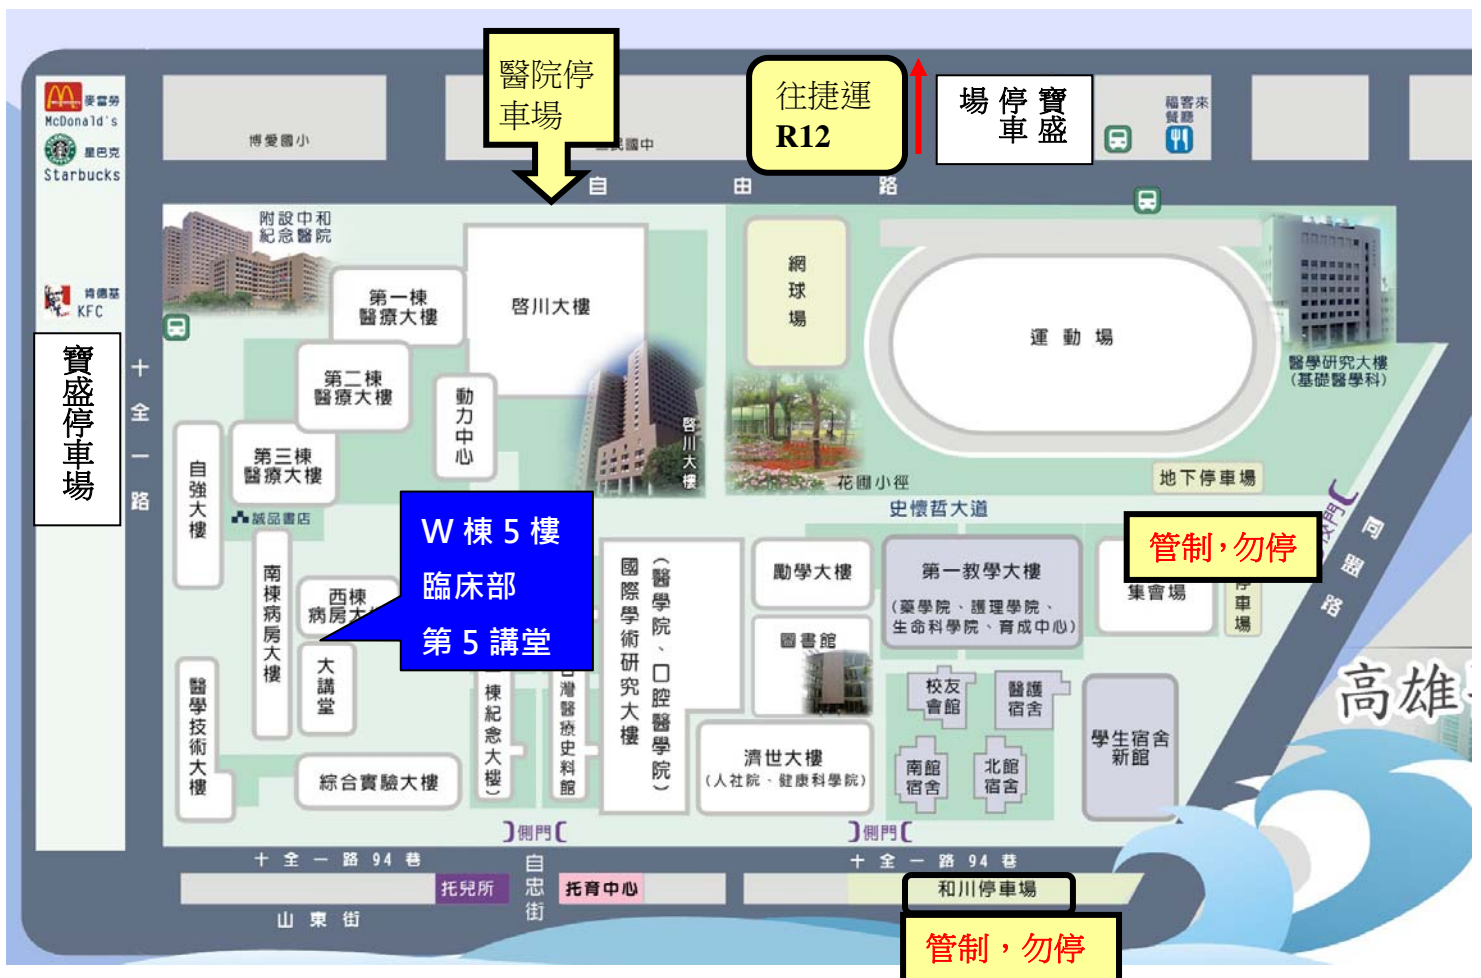 醫院停
車場
往捷運
R12
寶盛
停車
場
麥當勞
McDonald's
星巴克
Starbucks
肯德基
KFC
寶盛停車場
博愛國小
民國中
福客來
餐廳
自由路
十全一路
附設中和
紀念醫院
第一棟
醫療大樓
啓川大樓
第二棟
醫療大樓
動力中心
第三棟
醫療大樓
自強大樓
誠品書店
啓川大樓
網球場
運動場
花圃小徑
醫學研究大樓
(基礎醫學科)
地下停車場
史懷哲大道
校門
同盟路
W 棟 5 樓
臨床部
第 5 講堂
南棟病房大樓
西棟
病房大樓
大講堂
醫學技術大樓
綜合實驗大樓
棟紀念大樓)
台灣醫療史料館
國際學術研究大樓
(醫學院、口腔醫學院)
勵學大樓
圖書館
濟世大樓
(人社院、健康科學院)
第一教學大樓
(藥學院、護理學院、
生命科學院、育成中心)
管制,勿停
集會場
停車場
校友
會館
醫護
宿舍
南館
宿舍
北館
宿舍
學生宿舍
新館
高雄
側門
側門
十全一路94巷
十全一路94巷
托兒所
自忠街
托育中心
和川停車場
山東街
管制,勿停